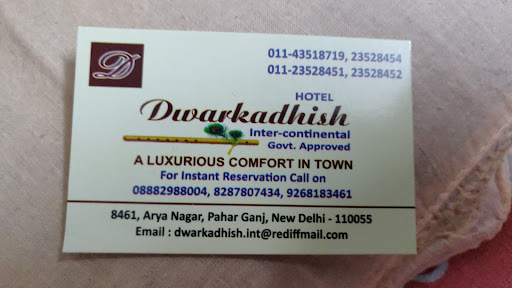 D
011-43518719, 23528454
011-23528451, 23528452
HOTEL
Dwarkadhish
Inter-continental
Govt. Approved
A LUXURIOUS COMFORT IN TOWN
For Instant Reservation Call on
08882988004, 8287807434, 9268183461
8461, Arya Nagar, Pahar Ganj, New Delhi - 110055
Email : dwarkadhish.int@rediffmail.com